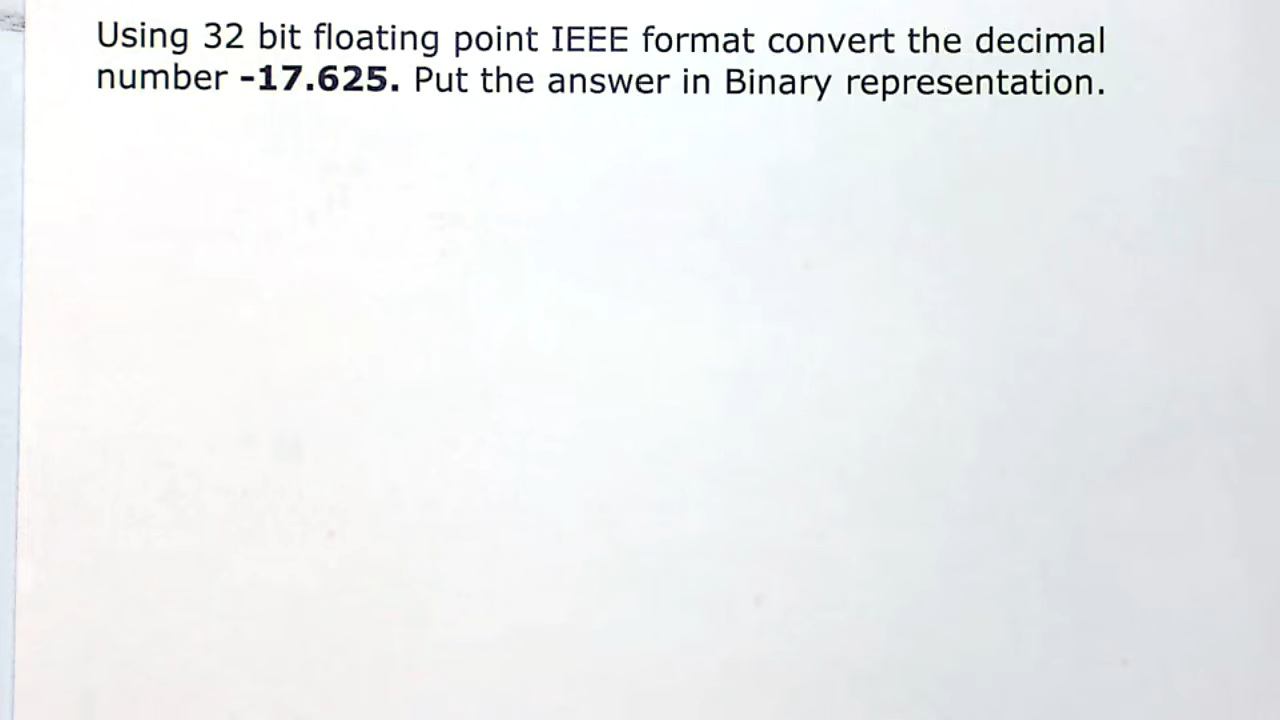 Using 32 bit floating point IEEE format convert the decimal
number -17.625. Put the answer in Binary representation.